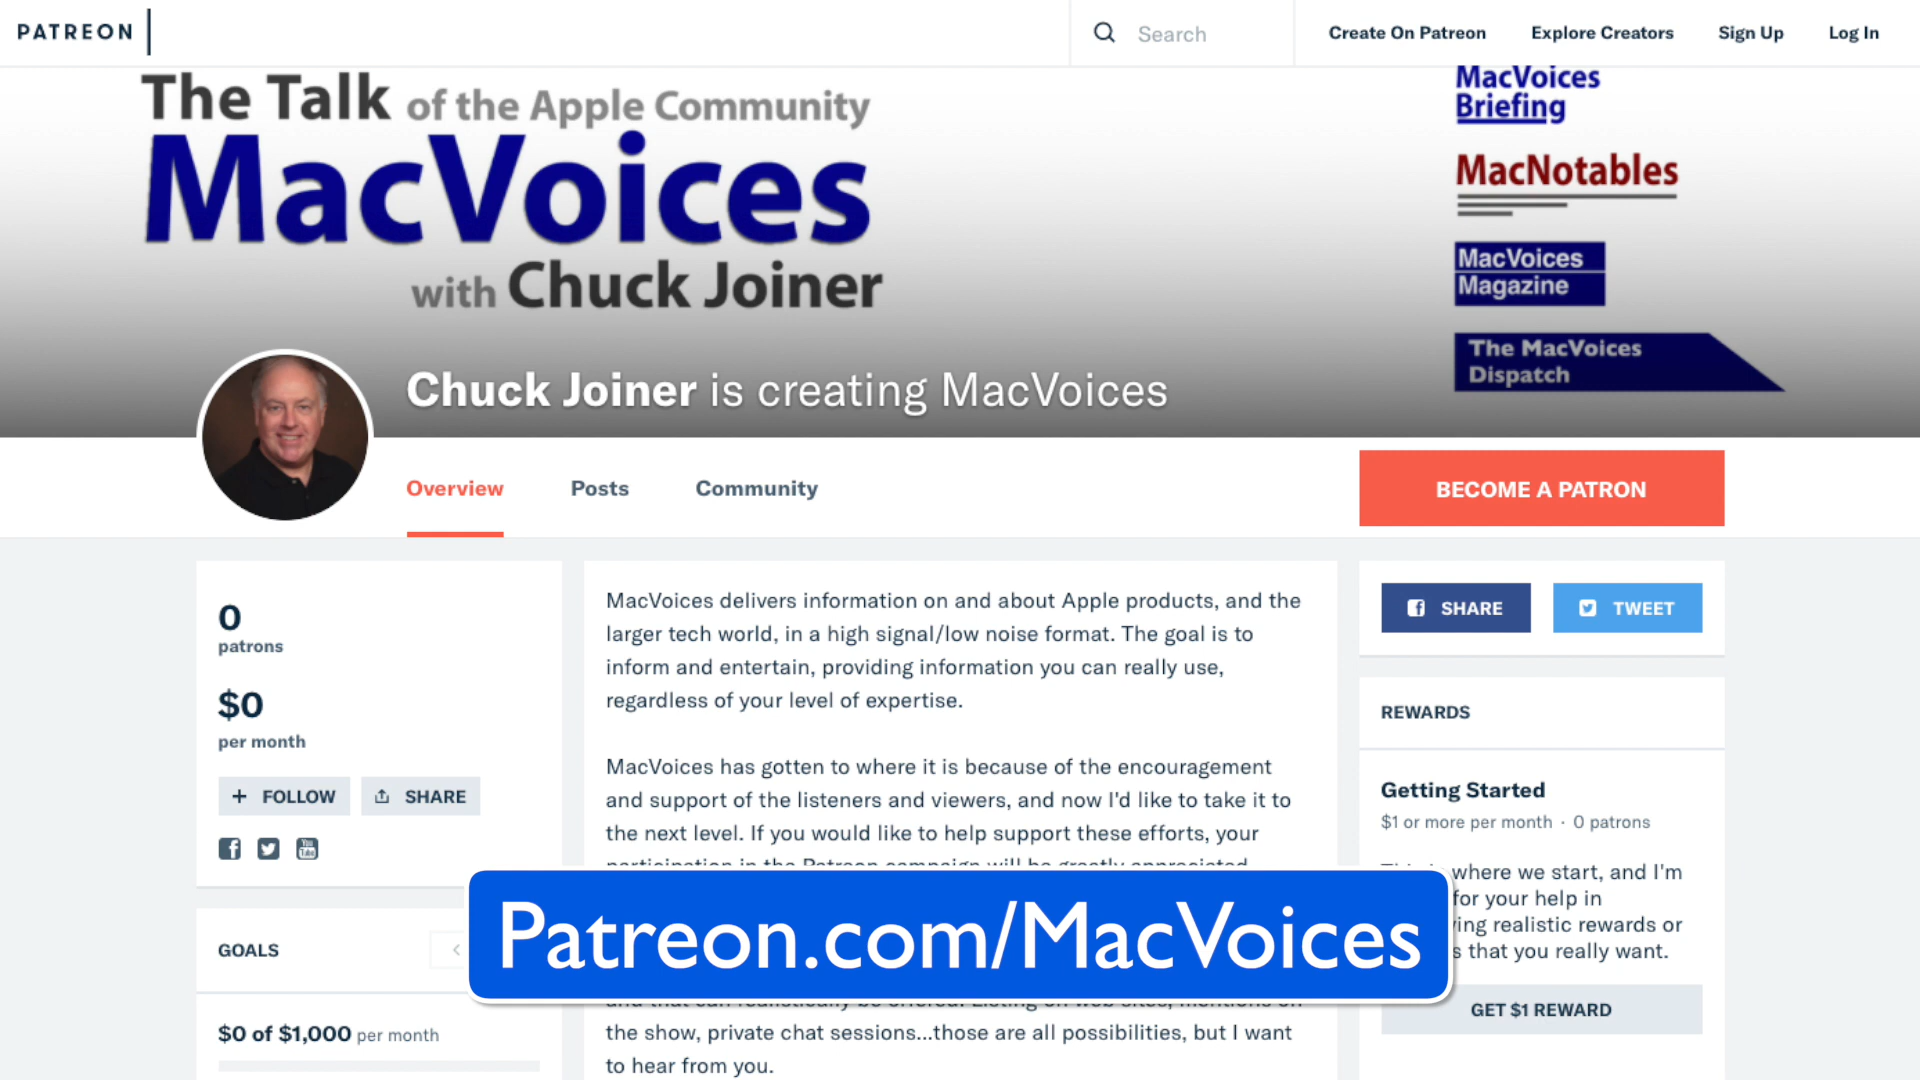 PATREON
Search
Create On Patreon
Explore Creators
Sign Up
Log In
The Talk of the Apple Community
MacVoices
with Chuck Joiner
MacVoices
Briefing
MacNotables
MacVoices
Magazine
The MacVoices
Dispatch
Chuck Joiner is creating MacVoices
Overview
Posts
Community
BECOME A PATRON
0
patrons
$0
per month
+ FOLLOW
SHARE
GOALS
$0 of $1,000 per month
MacVoices delivers information on and about Apple products, and the
larger tech world, in a high signal/low noise format. The goal is to
inform and entertain, providing information you can really use,
regardless of your level of expertise.
MacVoices has gotten to where it is because of the encouragement
and support of the listeners and viewers, and now I'd like to take it to
the next level. If you would like to help support these efforts, your
participation in the Patreon campaign will be greatly appreciated
Patreon.com/MacVoices
the show, private chat sessions...those are all possibilities, but I want
to hear from you.
SHARE
TWEET
REWARDS
Getting Started
$1 or more per month · 0 patrons
where we start, and I'm
for your help in
realistic rewards or
that you really want.
GET $1 REWARD